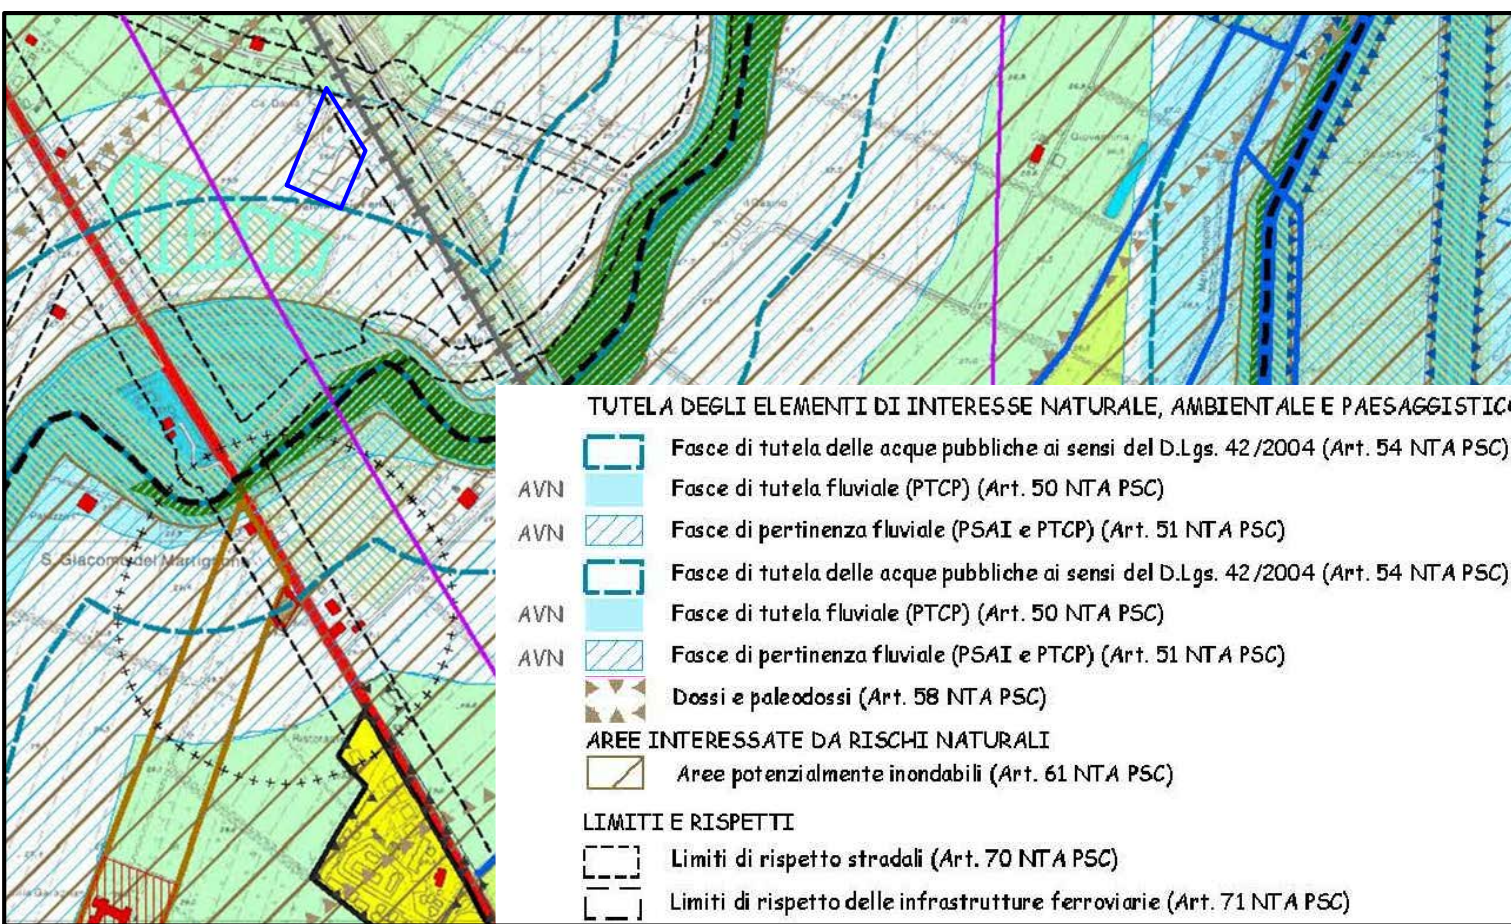 Ca' Bassa
Giovannina
il Casino
S. Giacomo del Martignone
Ristorante
TUTELA DEGLI ELEMENTI DI INTERESSE NATURALE, AMBIENTALE E PAESAGGISTICO
Fasce di tutela delle acque pubbliche ai sensi del D.Lgs. 42/2004 (Art. 54 NTA PSC)
AVN Fasce di tutela fluviale (PTCP) (Art. 50 NTA PSC)
AVN Fasce di pertinenza fluviale (PSAI e PTCP) (Art. 51 NTA PSC)
Fasce di tutela delle acque pubbliche ai sensi del D.Lgs. 42/2004 (Art. 54 NTA PSC)
AVN Fasce di tutela fluviale (PTCP) (Art. 50 NTA PSC)
AVN Fasce di pertinenza fluviale (PSAI e PTCP) (Art. 51 NTA PSC)
Dossi e paleodossi (Art. 58 NTA PSC)
AREE INTERESSATE DA RISCHI NATURALI
Aree potenzialmente inondabili (Art. 61 NTA PSC)
LIMITI E RISPETTI
Limiti di rispetto stradali (Art. 70 NTA PSC)
Limiti di rispetto delle infrastrutture ferroviarie (Art. 71 NTA PSC)